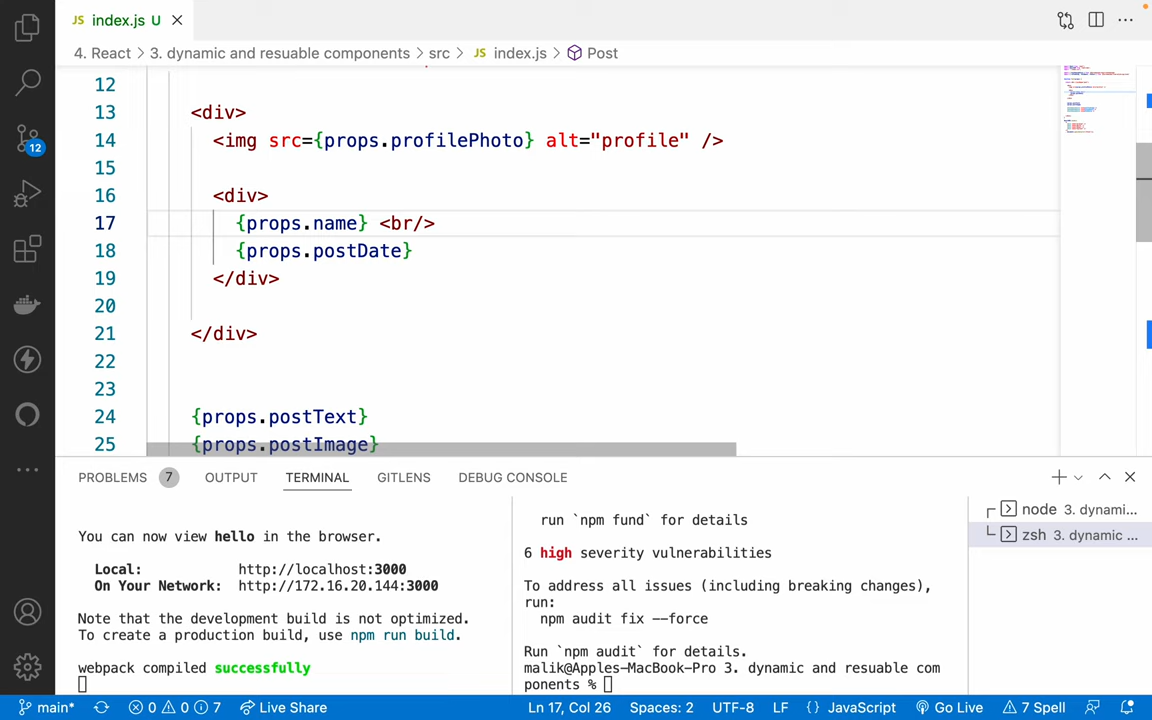 JS index.js U
4. React > 3. dynamic and resuable components > src > JS index.js > Post
12
13 <div>
14 <img src={props.profilePhoto} alt="profile" />
15
16 <div>
17 {props.name} <br/>
18 {props.postDate}
19 </div>
20
21 </div>
22
23
24 {props.postText}
25 {props.postImage}
12
PROBLEMS 7 OUTPUT TERMINAL GITLENS DEBUG CONSOLE
You can now view hello in the browser.
Local: http://localhost:3000
On Your Network: http://172.16.20.144:3000
Note that the development build is not optimized.
To create a production build, use npm run build.
webpack compiled successfully
run `npm fund` for details
6 high severity vulnerabilities
To address all issues (including breaking changes),
run:
npm audit fix --force
Run `npm audit` for details.
malik@Apples-MacBook-Pro 3. dynamic and resuable com
ponents %
node 3. dynami...
zsh 3. dynamic ...
main* 0 0 7 Live Share Ln 17, Col 26 Spaces: 2 UTF-8 LF {} JavaScript Go Live 7 Spell